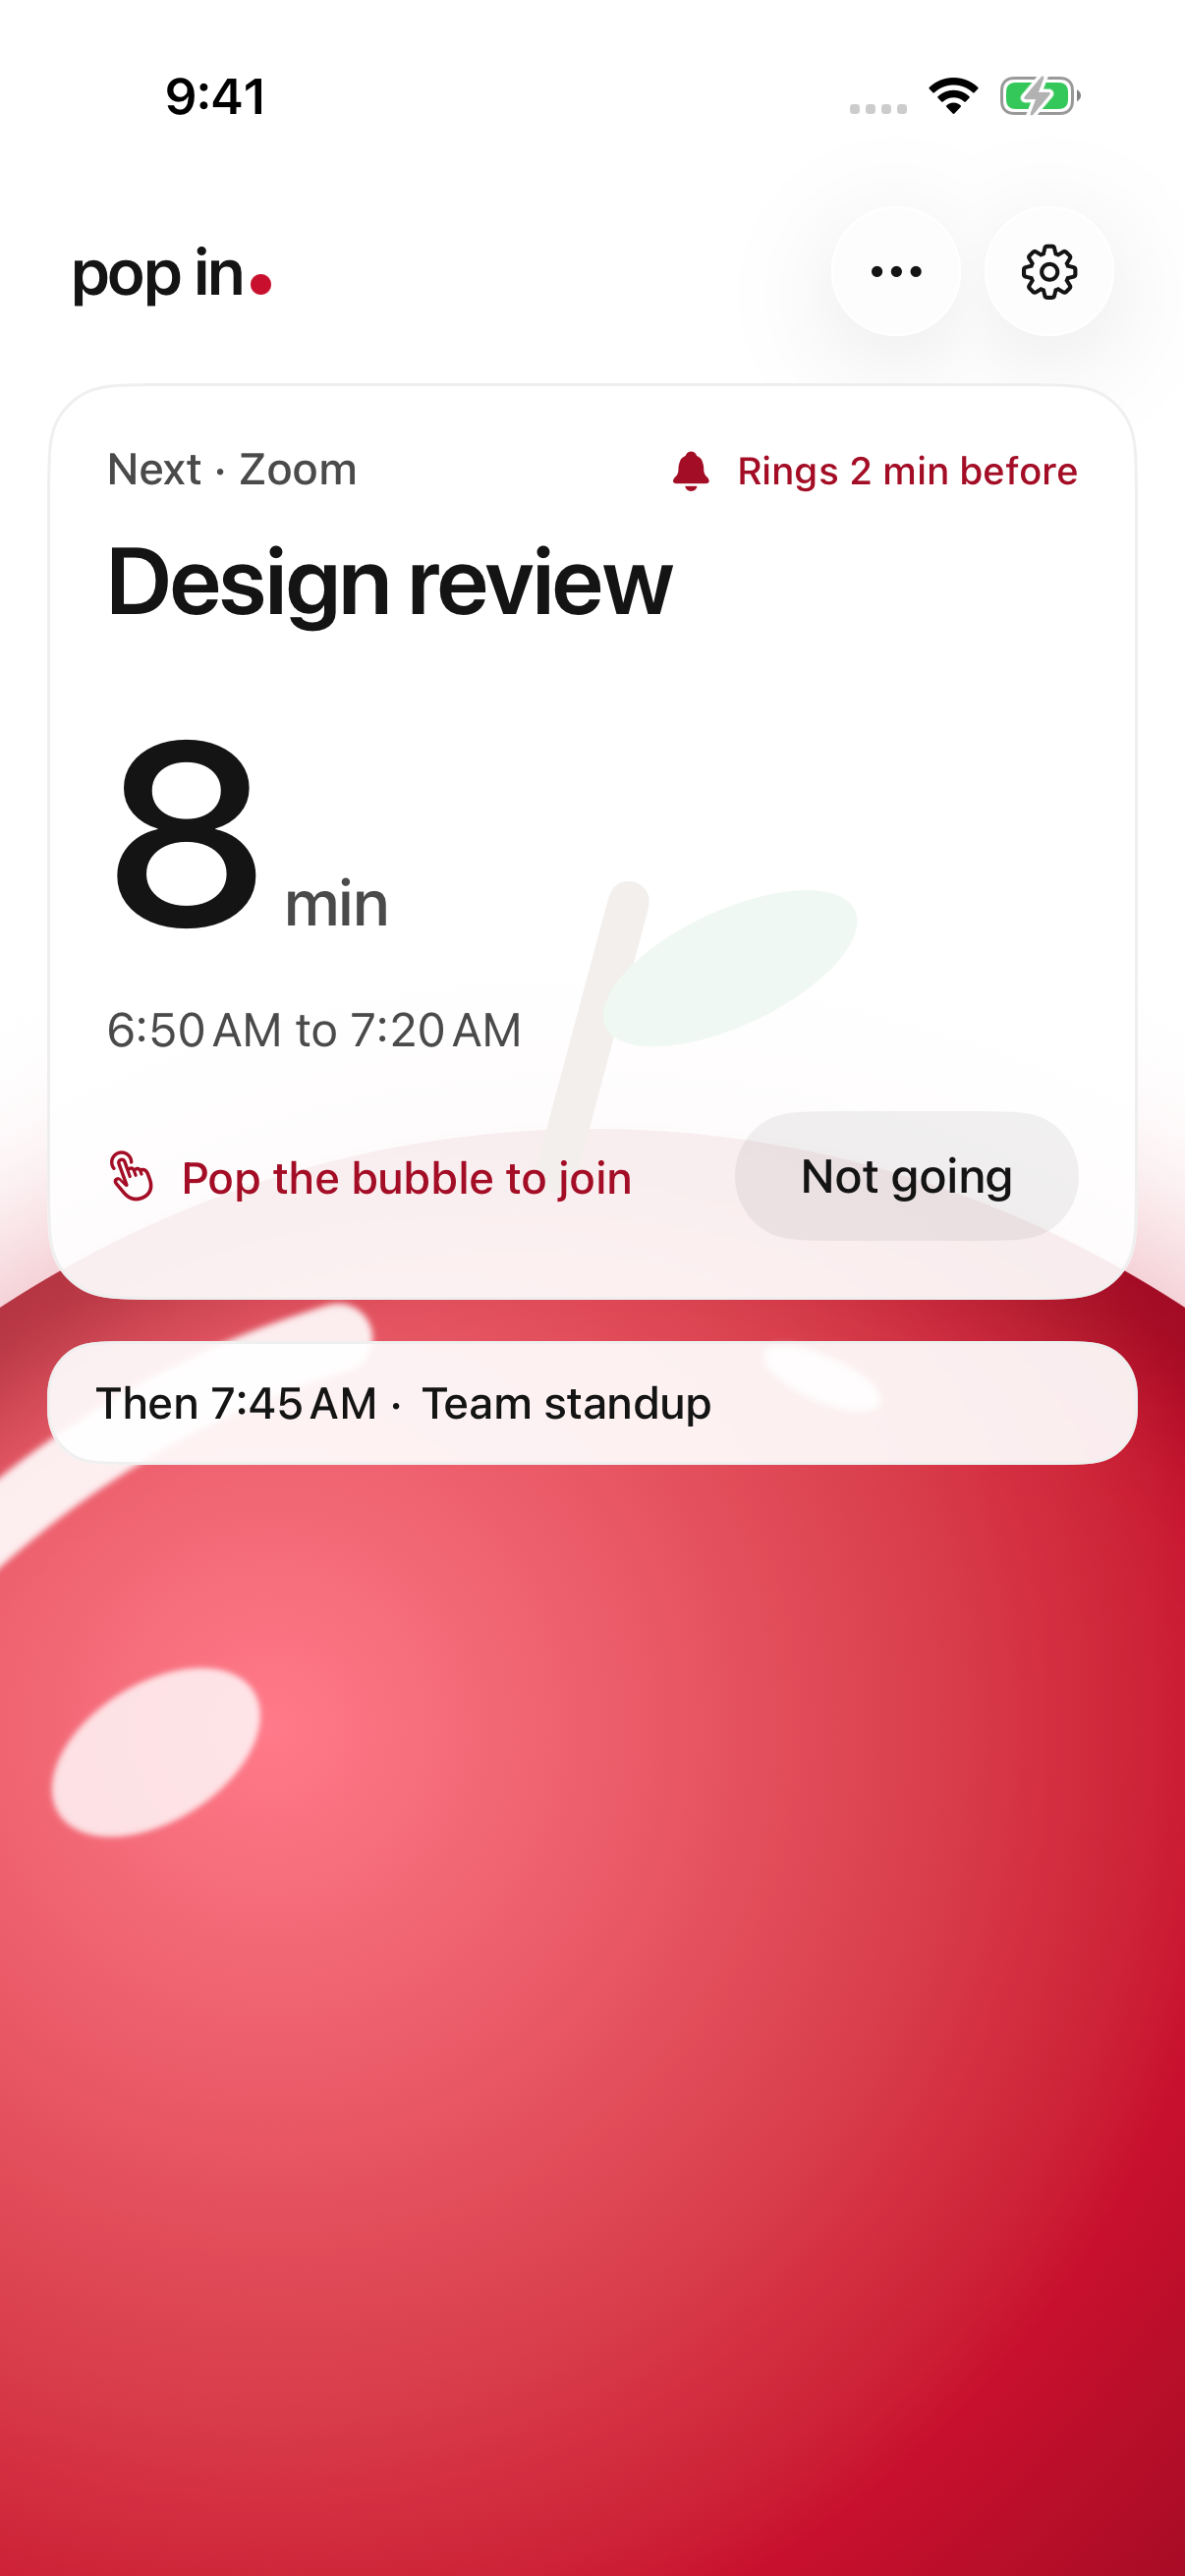 9:41
pop in.
Next · Zoom
Rings 2 min before
Design review
8 min
6:50 AM to 7:20 AM
Pop the bubble to join
Not going
Then 7:45 AM · Team standup